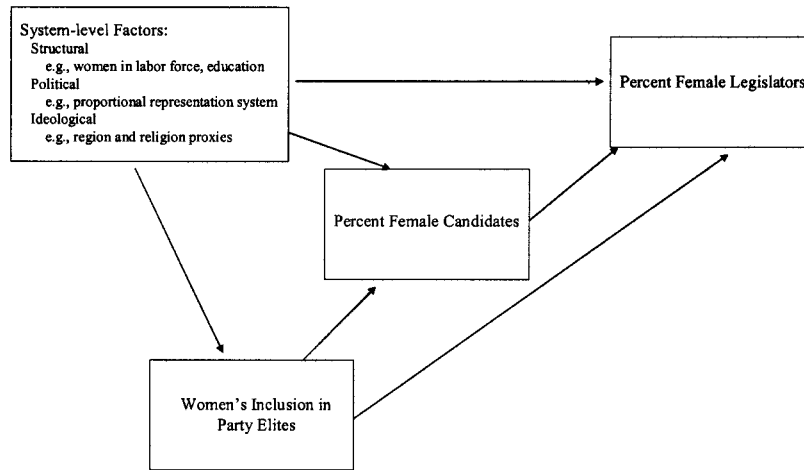 System-level Factors:
Structural
e.g., women in labor force, education
Political
e.g., proportional representation system
Ideological
e.g., region and religion proxies
Percent Female Legislators
Percent Female Candidates
Women's Inclusion in
Party Elites